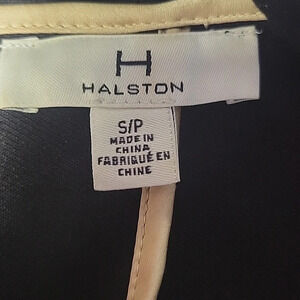 H
HALSTON
S/P
MADE IN
CHINA
FABRIQUÉ EN
CHINE